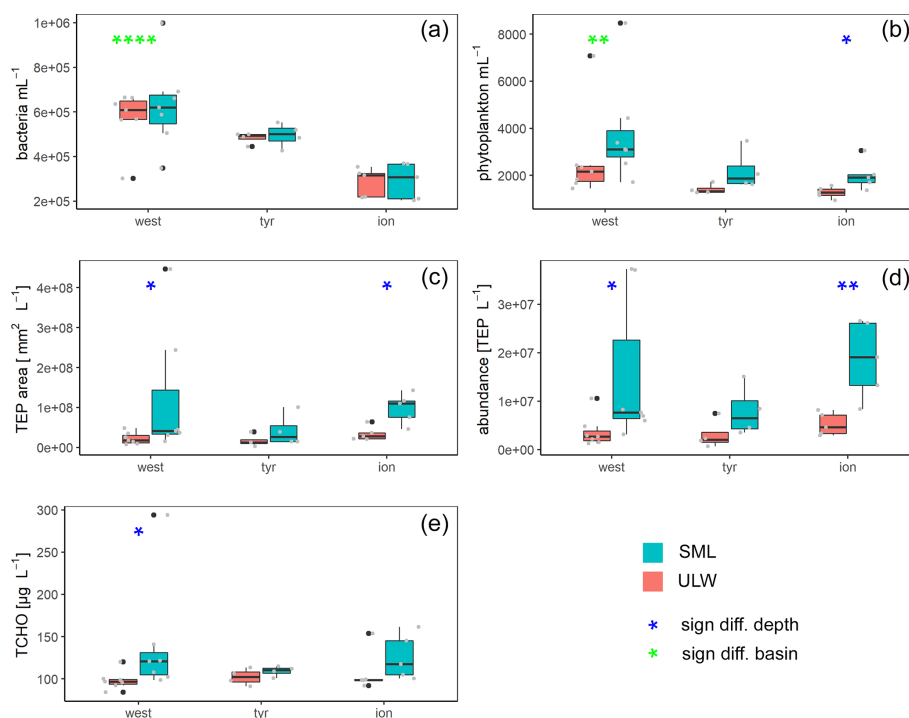 (a)
bacteria mL⁻¹
1e+06
8e+05
6e+05
4e+05
2e+05
****
west tyr ion
(b)
phytoplankton mL⁻¹
8000
6000
4000
2000
** *
west tyr ion
(c)
TEP area [ mm² L⁻¹]
4e+08
3e+08
2e+08
1e+08
0e+00
* *
west tyr ion
(d)
abundance [TEP L⁻¹]
3e+07
2e+07
1e+07
0e+00
* **
west tyr ion
(e)
TCHO [µg L⁻¹]
300
250
200
150
100
*
west tyr ion
SML
ULW
* sign diff. depth
* sign diff. basin